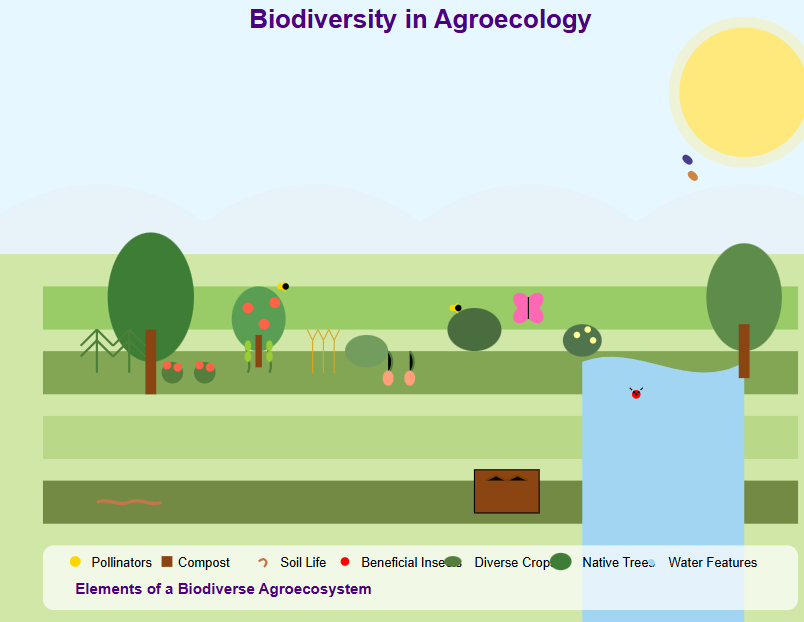 Biodiversity in Agroecology
Pollinators Compost Soil Life Beneficial Insects Diverse Crops Native Trees Water Features
Elements of a Biodiverse Agroecosystem